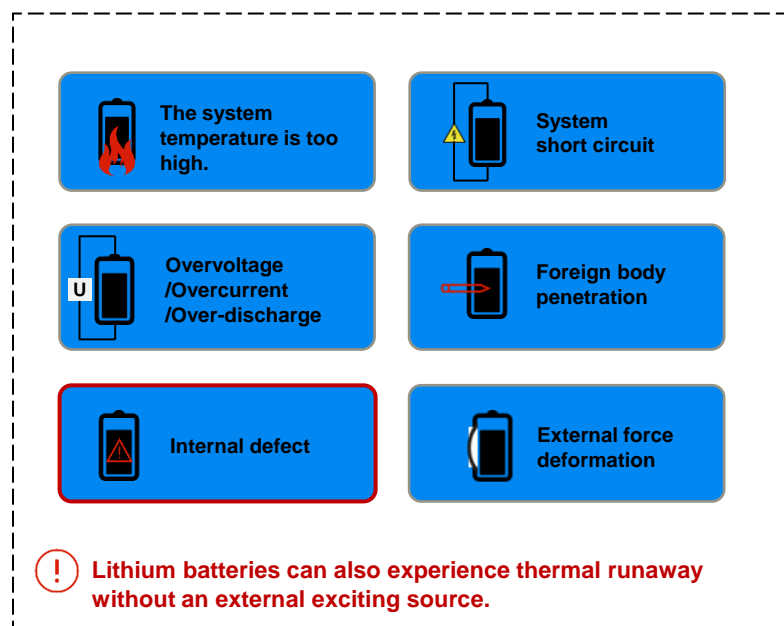 The system
temperature is too
high.
System
short circuit
U
Overvoltage
/Overcurrent
/Over-discharge
Foreign body
penetration
Internal defect
External force
deformation
Lithium batteries can also experience thermal runaway
without an external exciting source.